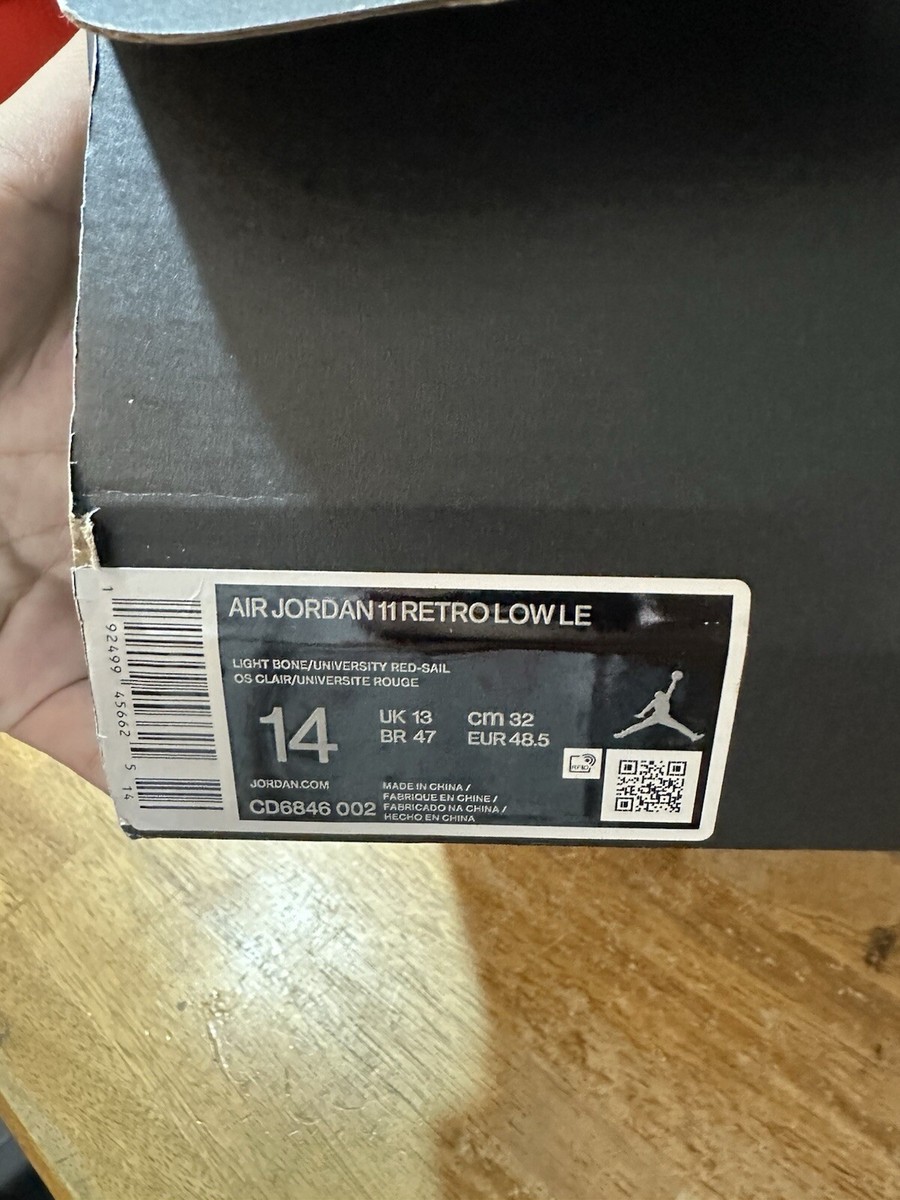 AIR JORDAN 11 RETRO LOW LE
LIGHT BONE/UNIVERSITY RED-SAIL
OS CLAIR/UNIVERSITE ROUGE
14
UK 13
BR 47
cm 32
EUR 48.5
JORDAN.COM
CD6846 002
MADE IN CHINA /
FABRIQUE EN CHINE /
FABRICADO NA CHINA /
HECHO EN CHINA
RFID
1 92499 45662 5 14